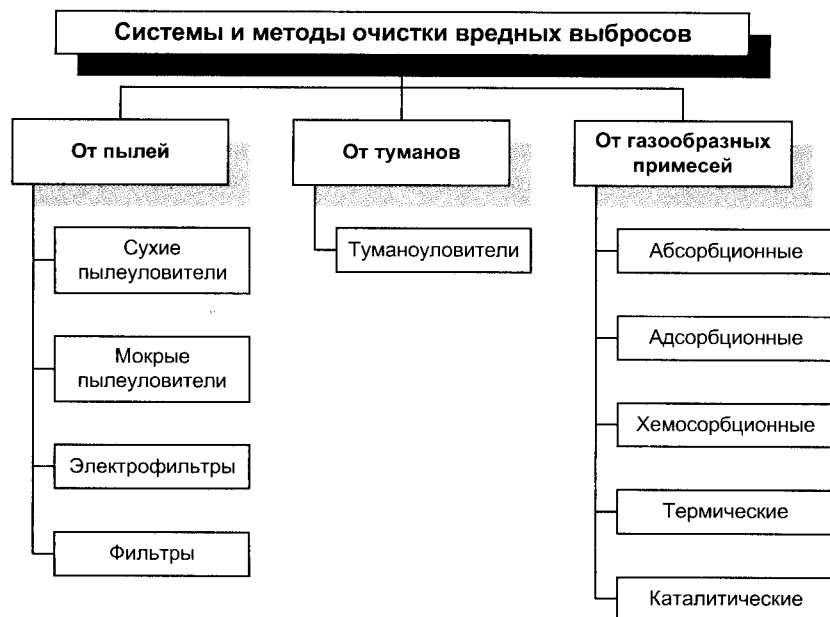 Системы и методы очистки вредных выбросов
От пылей
От туманов
От газообразных
примесей
Сухие
пылеуловители
Мокрые
пылеуловители
Электрофильтры
Фильтры
Туманоуловители
Абсорбционные
Адсорбционные
Хемосорбционные
Термические
Каталитические